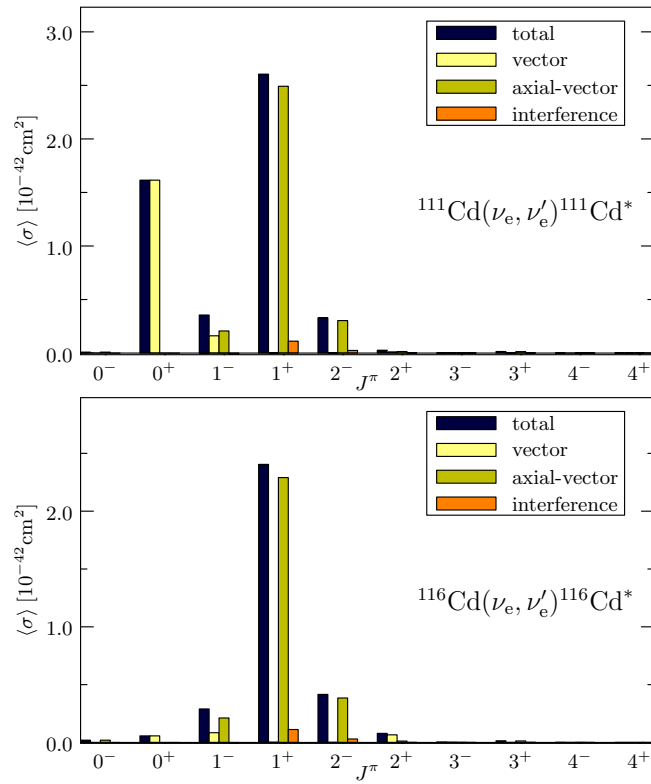 3.0
2.0
1.0
0.0
⟨σ⟩ [10⁻⁴²cm²]
total
vector
axial-vector
interference
¹¹¹Cd(νₑ, ν′ₑ)¹¹¹Cd*
0⁻ 0⁺ 1⁻ 1⁺ 2⁻ 2⁺ 3⁻ 3⁺ 4⁻ 4⁺
J^π
2.0
1.0
0.0
⟨σ⟩ [10⁻⁴²cm²]
total
vector
axial-vector
interference
¹¹⁶Cd(νₑ, ν′ₑ)¹¹⁶Cd*
0⁻ 0⁺ 1⁻ 1⁺ 2⁻ 2⁺ 3⁻ 3⁺ 4⁻ 4⁺
J^π